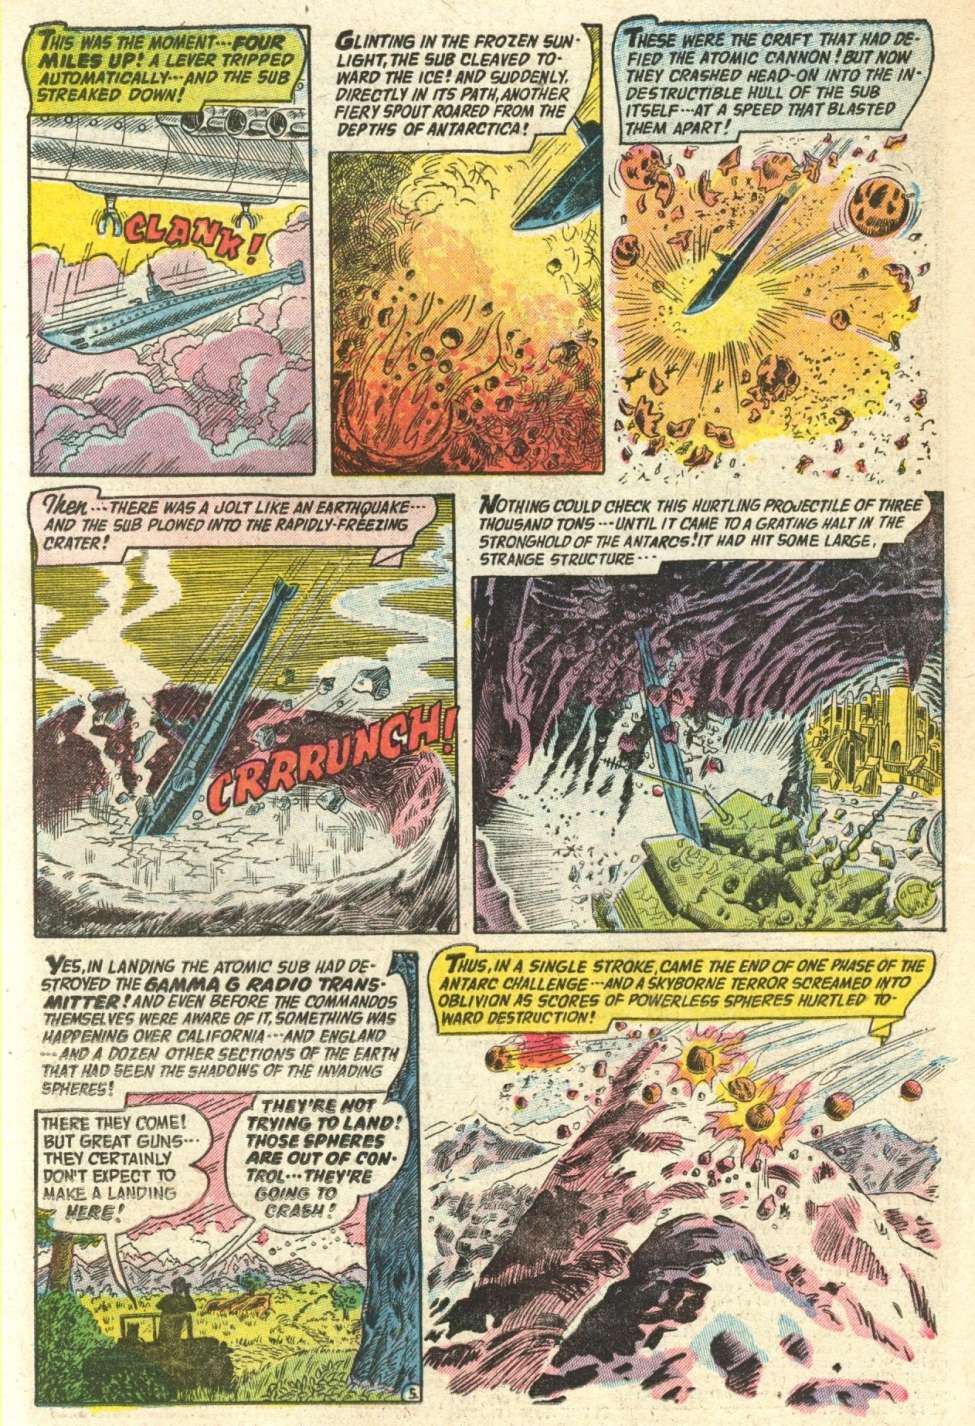 THIS WAS THE MOMENT---FOUR
MILES UP! A LEVER TRIPPED
AUTOMATICALLY---AND THE SUB
STREAKED DOWN!
CLANK!
GLINTING IN THE FROZEN SUN-
LIGHT, THE SUB CLEAVED TO-
WARD THE ICE! AND SUDDENLY,
DIRECTLY IN ITS PATH, ANOTHER
FIERY SPOUT ROARED FROM THE
DEPTHS OF ANTARCTICA!
THESE WERE THE CRAFT THAT HAD DE-
FIED THE ATOMIC CANNON! BUT NOW
THEY CRASHED HEAD-ON INTO THE IN-
DESTRUCTIBLE HULL OF THE SUB
ITSELF---AT A SPEED THAT BLASTED
THEM APART!
Then---THERE WAS A JOLT LIKE AN EARTHQUAKE---
AND THE SUB PLOWED INTO THE RAPIDLY-FREEZING
CRATER!
CRRRUNCH!
NOTHING COULD CHECK THIS HURTLING PROJECTILE OF THREE
THOUSAND TONS---UNTIL IT CAME TO A GRATING HALT IN THE
STRONGHOLD OF THE ANTARCS! IT HAD HIT SOME LARGE,
STRANGE STRUCTURE---
YES, IN LANDING THE ATOMIC SUB HAD DE-
STROYED THE GAMMA G RADIO TRANS-
MITTER! AND EVEN BEFORE THE COMMANDOS
THEMSELVES WERE AWARE OF IT, SOMETHING WAS
HAPPENING OVER CALIFORNIA---AND ENGLAND
---AND A DOZEN OTHER SECTIONS OF THE EARTH
THAT HAD SEEN THE SHADOWS OF THE INVADING
SPHERES!
THERE THEY COME!
BUT GREAT GUNS---
THEY CERTAINLY
DON'T EXPECT TO
MAKE A LANDING
HERE!
THEY'RE NOT
TRYING TO LAND!
THOSE SPHERES
ARE OUT OF CON-
TROL---THEY'RE
GOING TO
CRASH!
5
THUS, IN A SINGLE STROKE, CAME THE END OF ONE PHASE OF THE
ANTARC CHALLENGE---AND A SKYBORNE TERROR SCREAMED INTO
OBLIVION AS SCORES OF POWERLESS SPHERES HURTLED TO-
WARD DESTRUCTION!